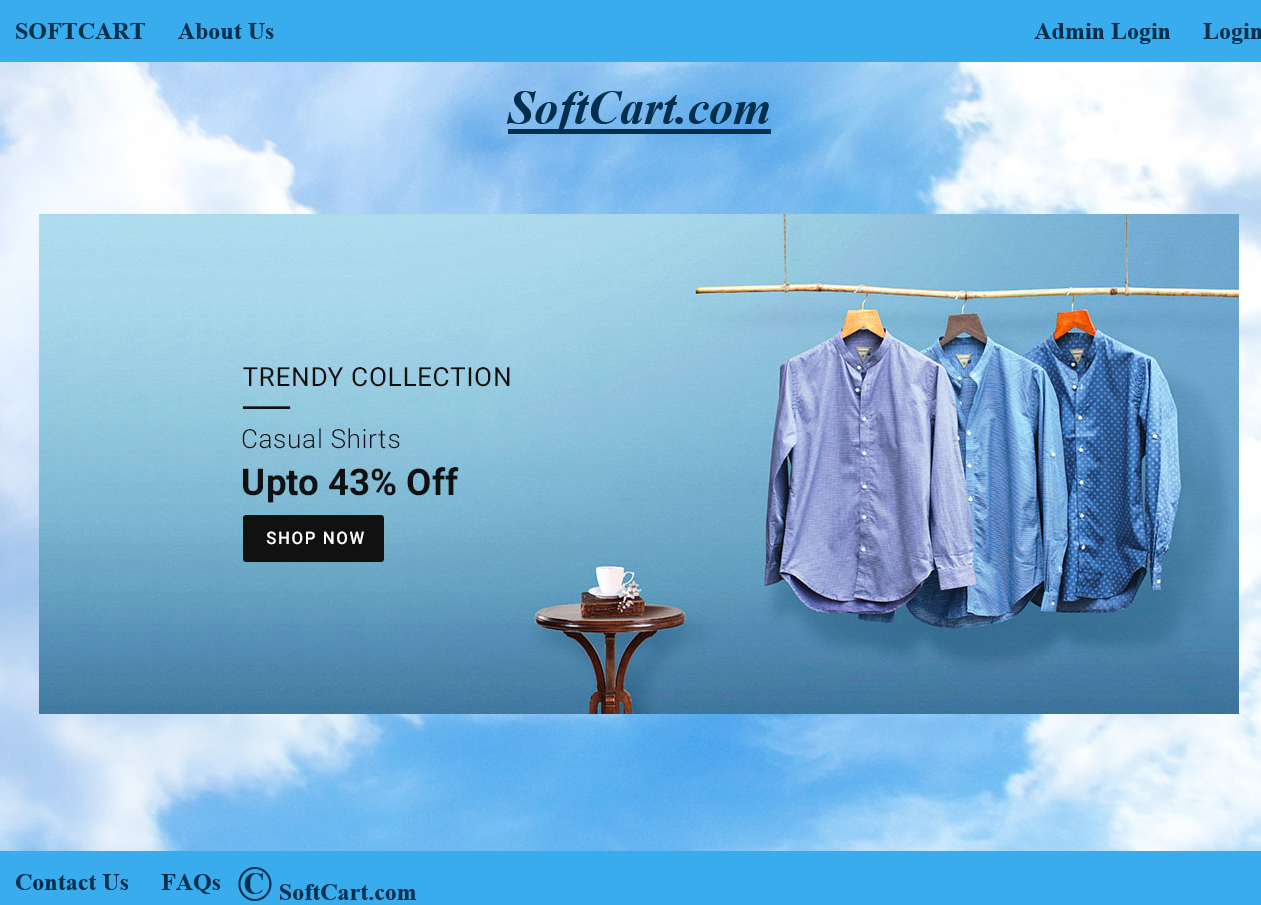 SOFTCART About Us Admin Login Login
SoftCart.com
TRENDY COLLECTION
Casual Shirts
Upto 43% Off
SHOP NOW
Contact Us FAQs © SoftCart.com